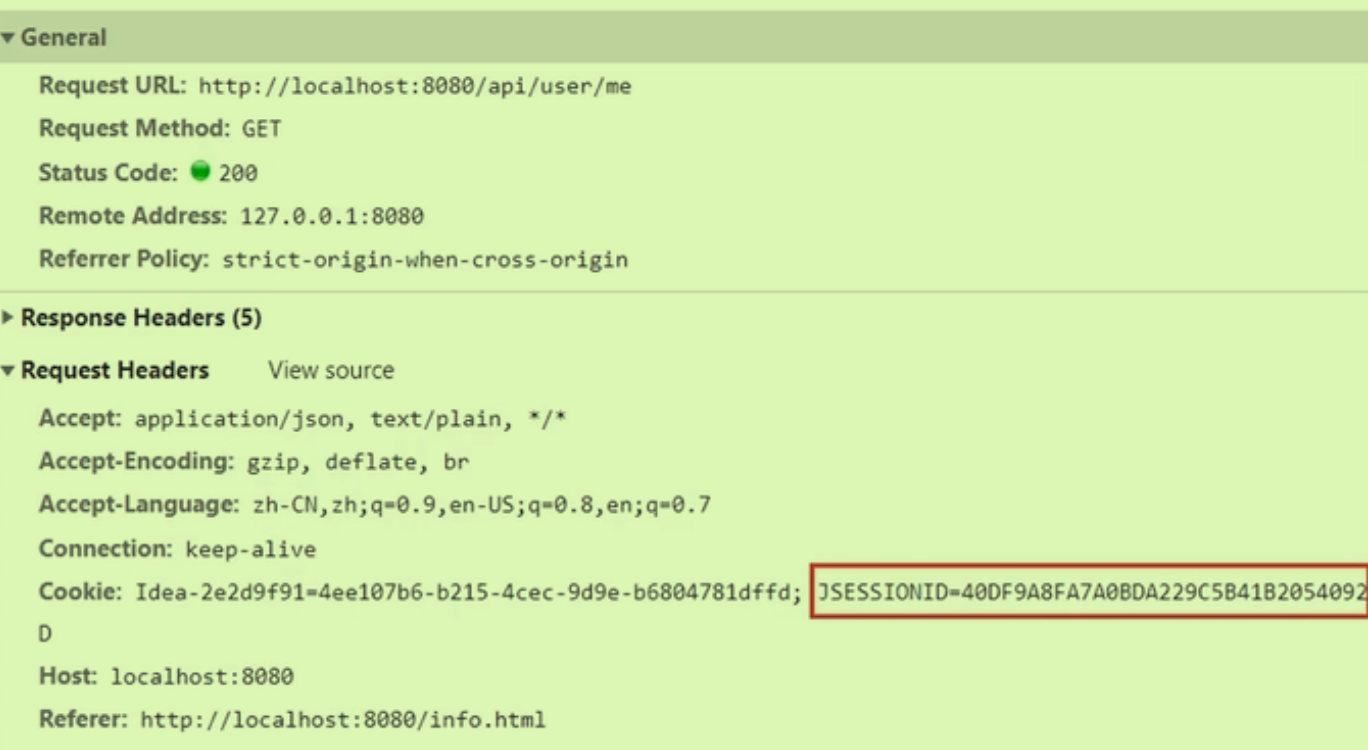 General
Request URL: http://localhost:8080/api/user/me
Request Method: GET
Status Code: 200
Remote Address: 127.0.0.1:8080
Referrer Policy: strict-origin-when-cross-origin
Response Headers (5)
Request Headers View source
Accept: application/json, text/plain, */*
Accept-Encoding: gzip, deflate, br
Accept-Language: zh-CN,zh;q=0.9,en-US;q=0.8,en;q=0.7
Connection: keep-alive
Cookie: Idea-2e2d9f91=4ee107b6-b215-4cec-9d9e-b6804781dffd; JSESSIONID=40DF9A8FA7A0BDA229C5B41B2054092
D
Host: localhost:8080
Referer: http://localhost:8080/info.html